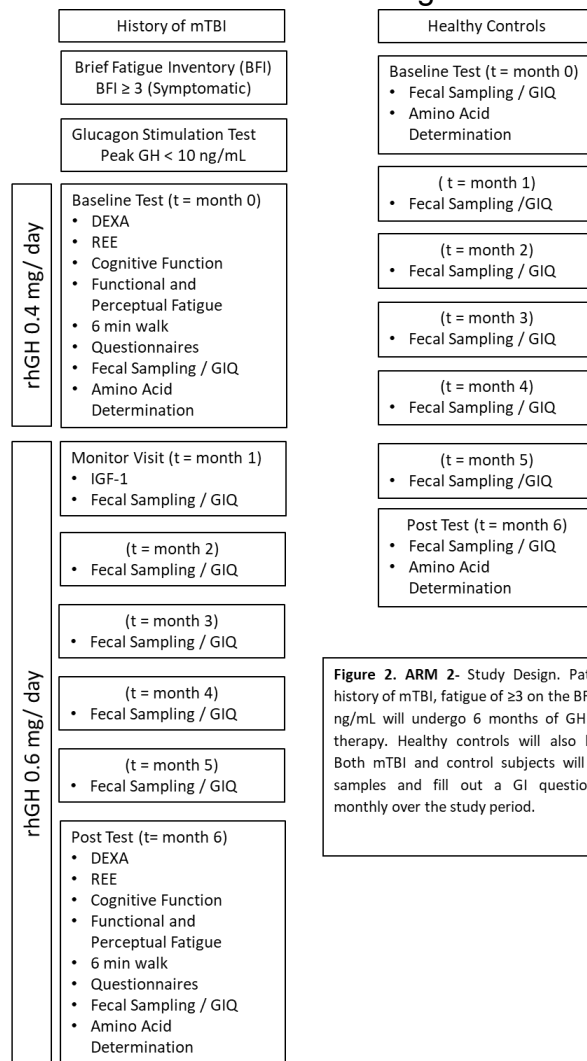 History of mTBI
Brief Fatigue Inventory (BFI)
BFI ≥ 3 (Symptomatic)
Glucagon Stimulation Test
Peak GH < 10 ng/mL
rhGH 0.4 mg/ day
Baseline Test (t = month 0)
• DEXA
• REE
• Cognitive Function
• Functional and
Perceptual Fatigue
• 6 min walk
• Questionnaires
• Fecal Sampling / GIQ
• Amino Acid
Determination
rhGH 0.6 mg/ day
Monitor Visit (t = month 1)
• IGF-1
• Fecal Sampling / GIQ
(t = month 2)
• Fecal Sampling / GIQ
(t = month 3)
• Fecal Sampling / GIQ
(t = month 4)
• Fecal Sampling / GIQ
(t = month 5)
• Fecal Sampling / GIQ
Post Test (t= month 6)
• DEXA
• REE
• Cognitive Function
• Functional and
Perceptual Fatigue
• 6 min walk
• Questionnaires
• Fecal Sampling / GIQ
• Amino Acid
Determination
Healthy Controls
Baseline Test (t = month 0)
• Fecal Sampling / GIQ
• Amino Acid
Determination
( t = month 1)
• Fecal Sampling /GIQ
(t = month 2)
• Fecal Sampling / GIQ
(t = month 3)
• Fecal Sampling / GIQ
(t = month 4)
• Fecal Sampling / GIQ
(t = month 5)
• Fecal Sampling /GIQ
Post Test (t = month 6)
• Fecal Sampling / GIQ
• Amino Acid
Determination
Figure 2. ARM 2- Study Design.
history of mTBI, fatigue of ≥3 on the
ng/mL will undergo 6 months of GH
therapy. Healthy controls will also
Both mTBI and control subjects will
samples and fill out a GI
monthly over the study period.